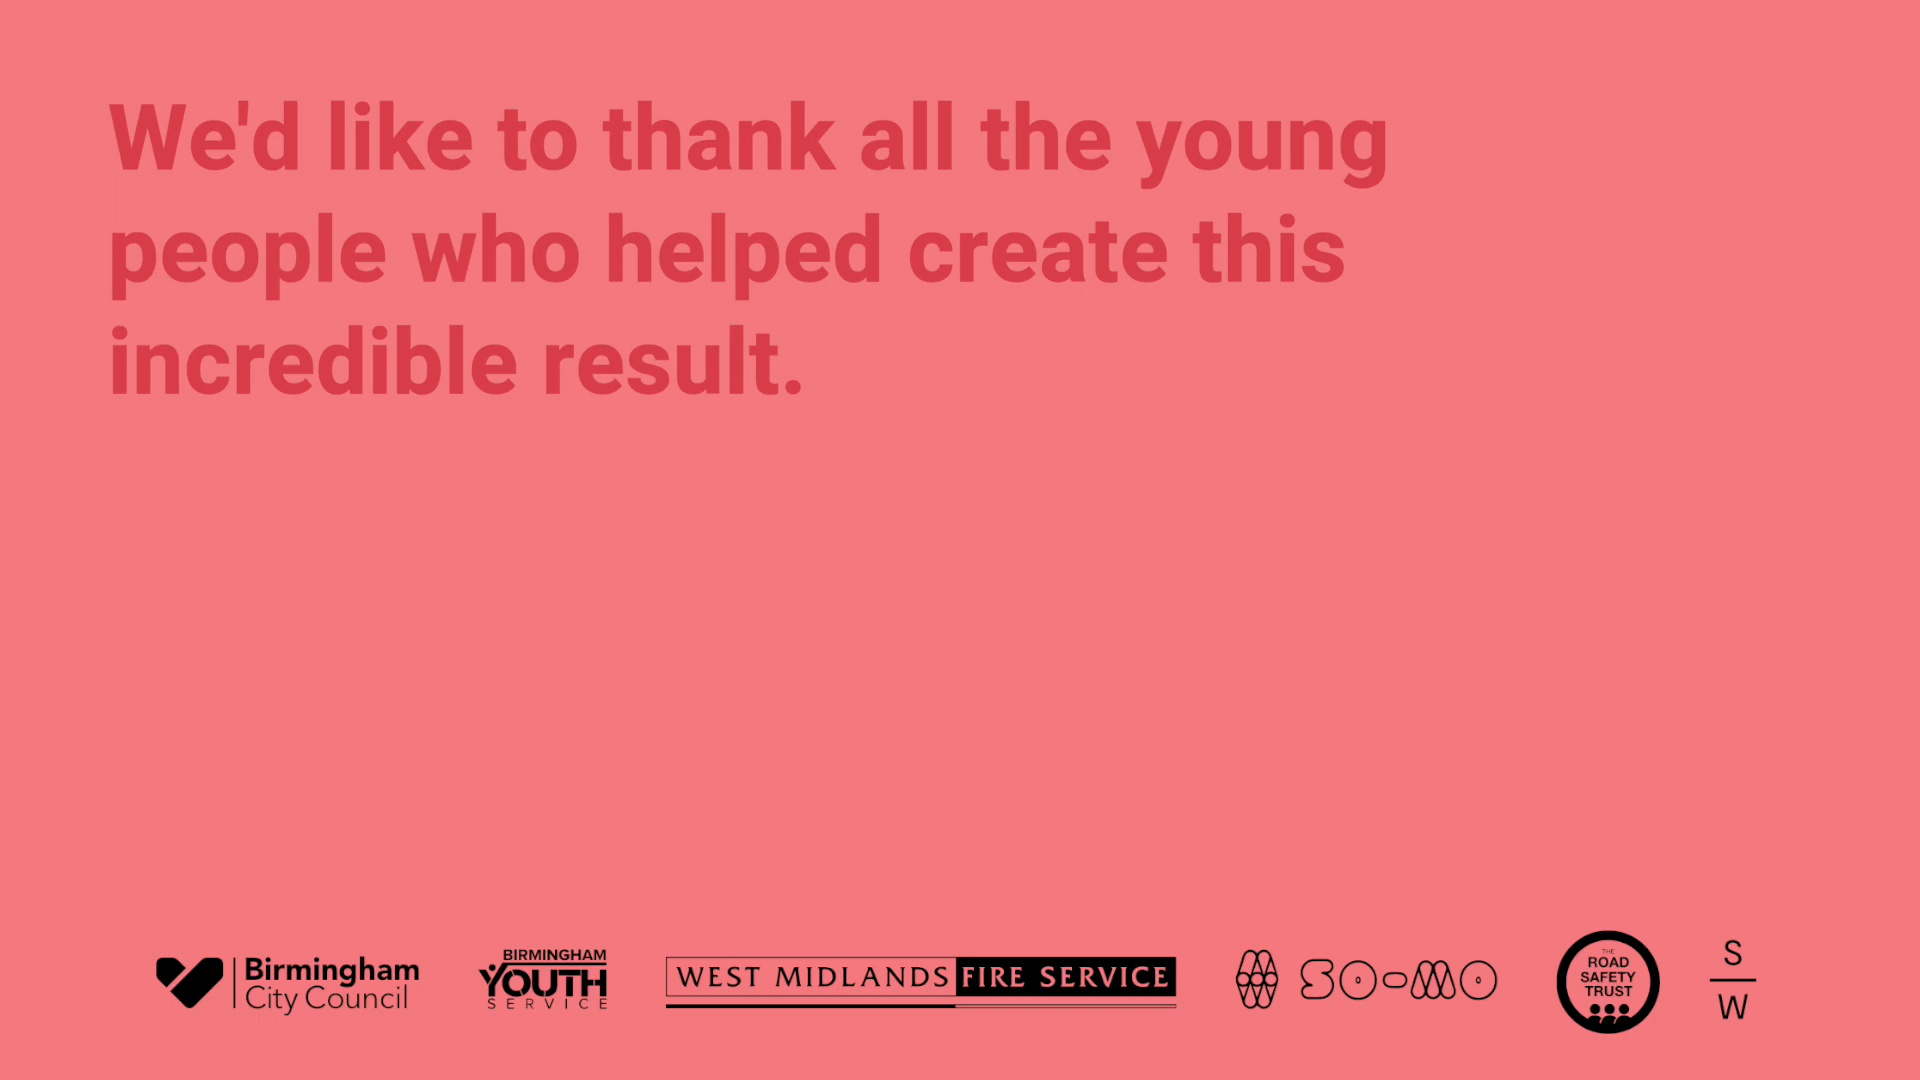 We'd like to thank all the young
people who helped create this
incredible result.
Birmingham
City Council
BIRMINGHAM
YOUTH
SERVICE
WEST MIDLANDS FIRE SERVICE
SO-MO
THE
ROAD
SAFETY
TRUST
S
W